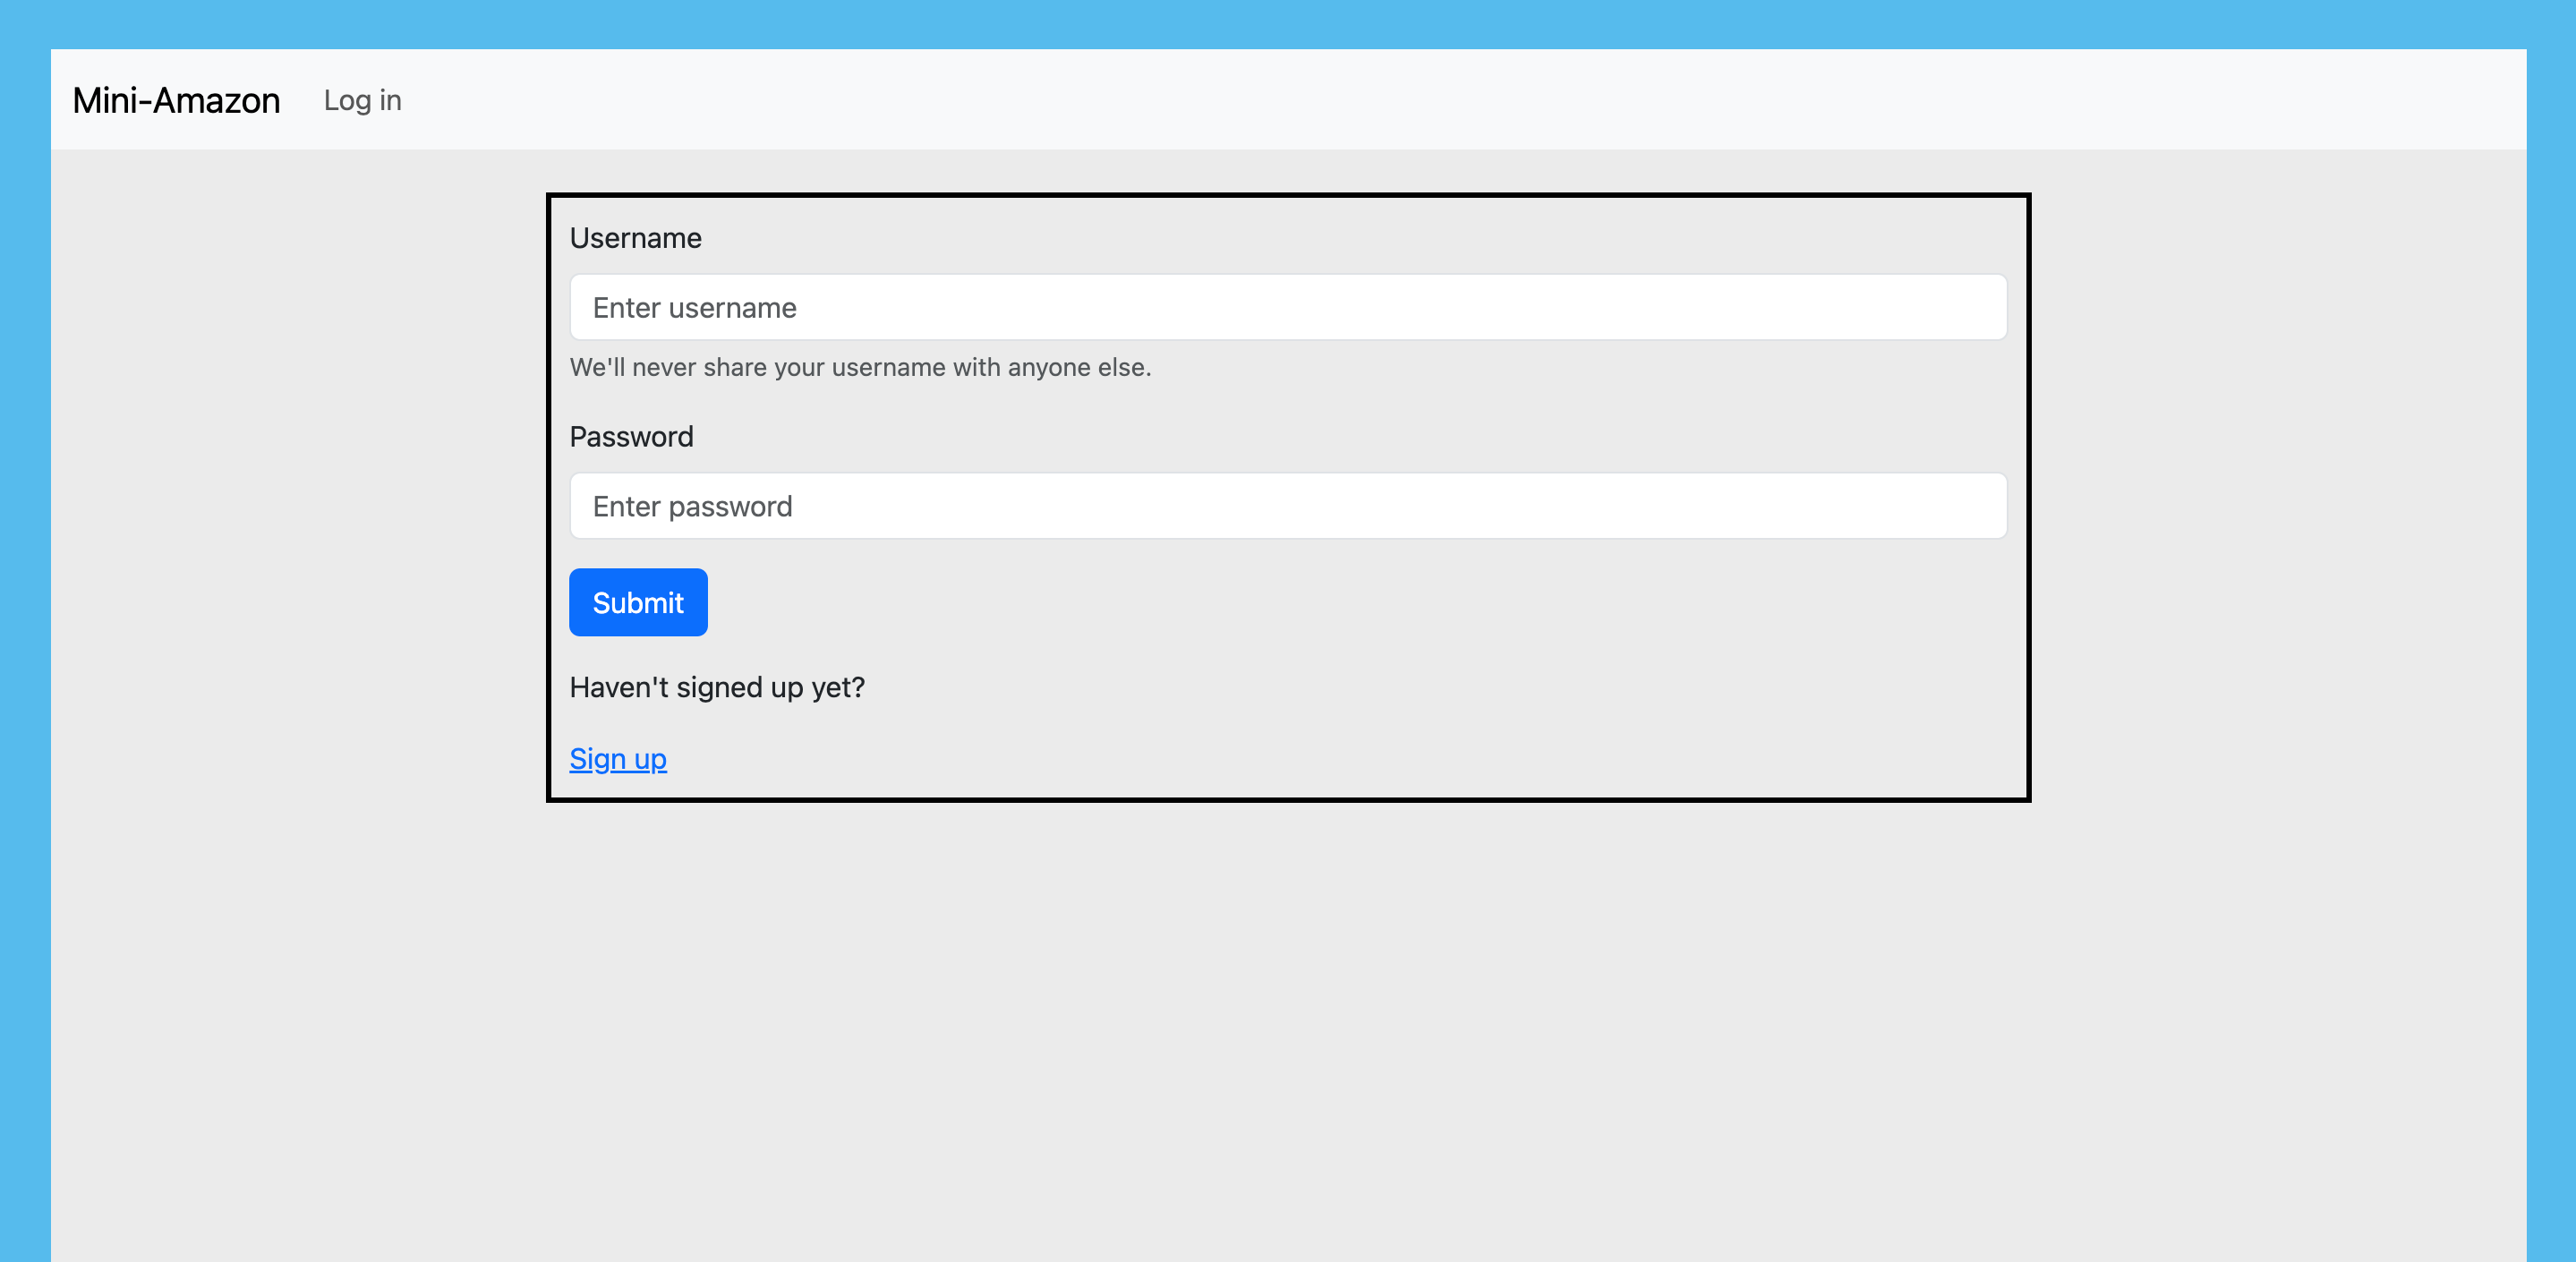 Mini-Amazon Log in
Username
Enter username
We'll never share your username with anyone else.
Password
Enter password
Submit
Haven't signed up yet?
Sign up